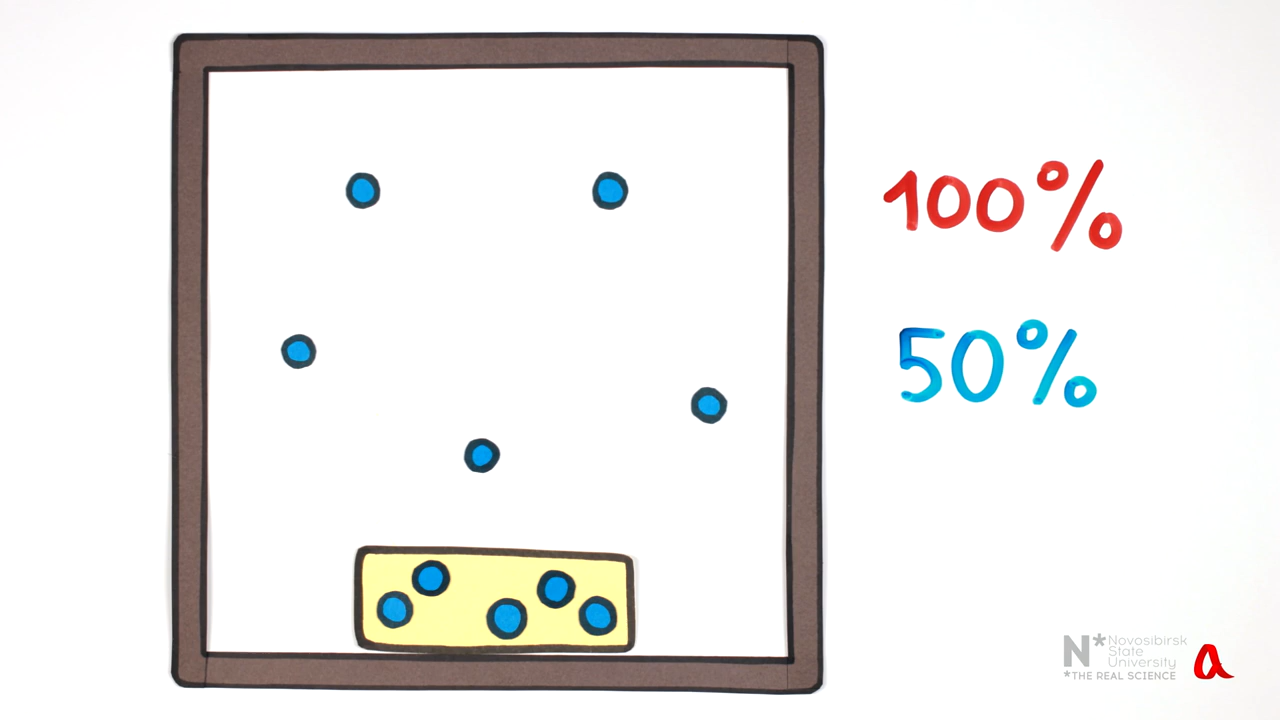 100%
50%
N* Novosibirsk
State
University
*THE REAL SCIENCE
a